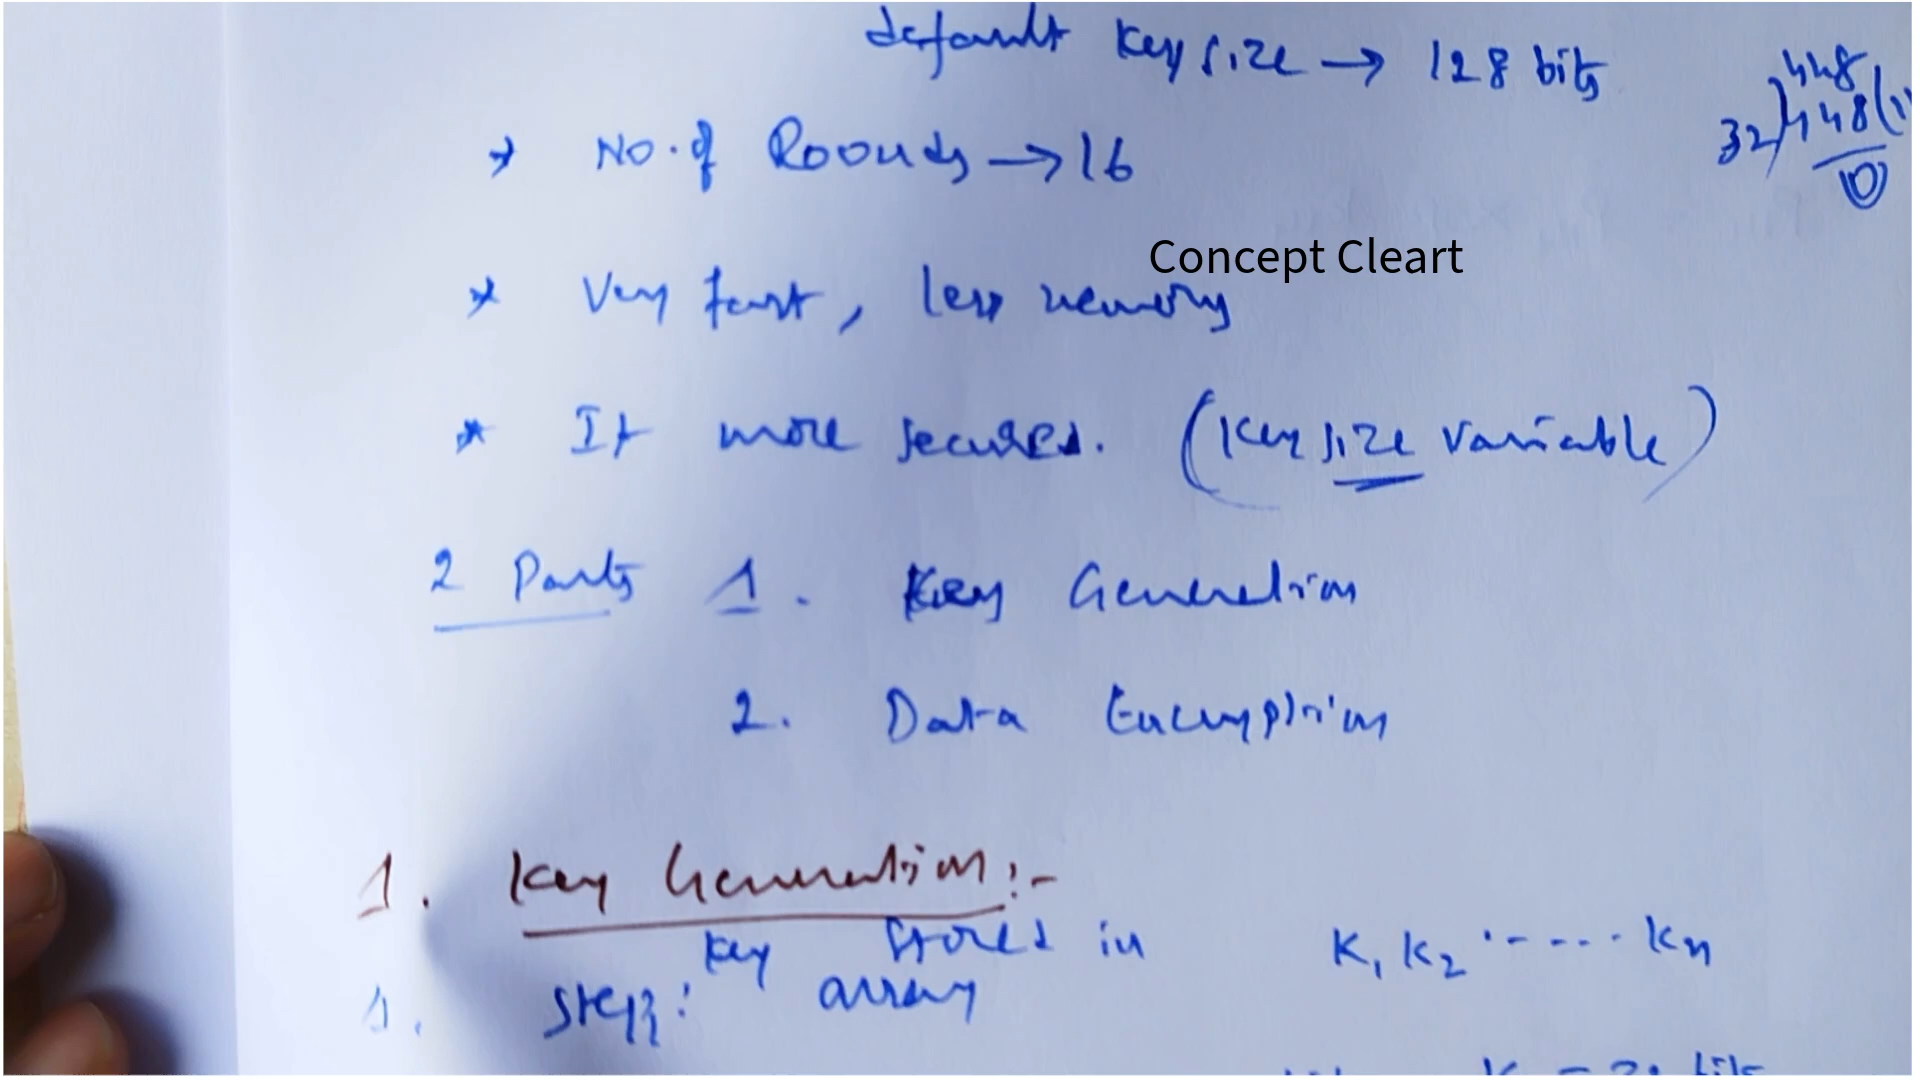 default Key size → 128 bits
448
32)448(1
0
* No. of Roounds → 16
Concept Cleart
* Very fast, less memory
* It more secured. (Key size variable)
2 Parts 1. Key Generation
2. Data Encryption
1. Key Generation:-
key stored in K1 K2 ..... Kn
1. step: array